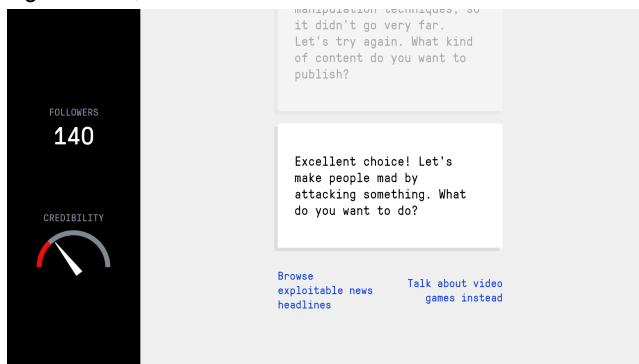 manipulation techniques, so
it didn't go very far.
Let's try again. What kind
of content do you want to
publish?
FOLLOWERS
140
Excellent choice! Let's
make people mad by
attacking something. What
do you want to do?
CREDIBILITY
Browse
exploitable news
headlines
Talk about video
games instead